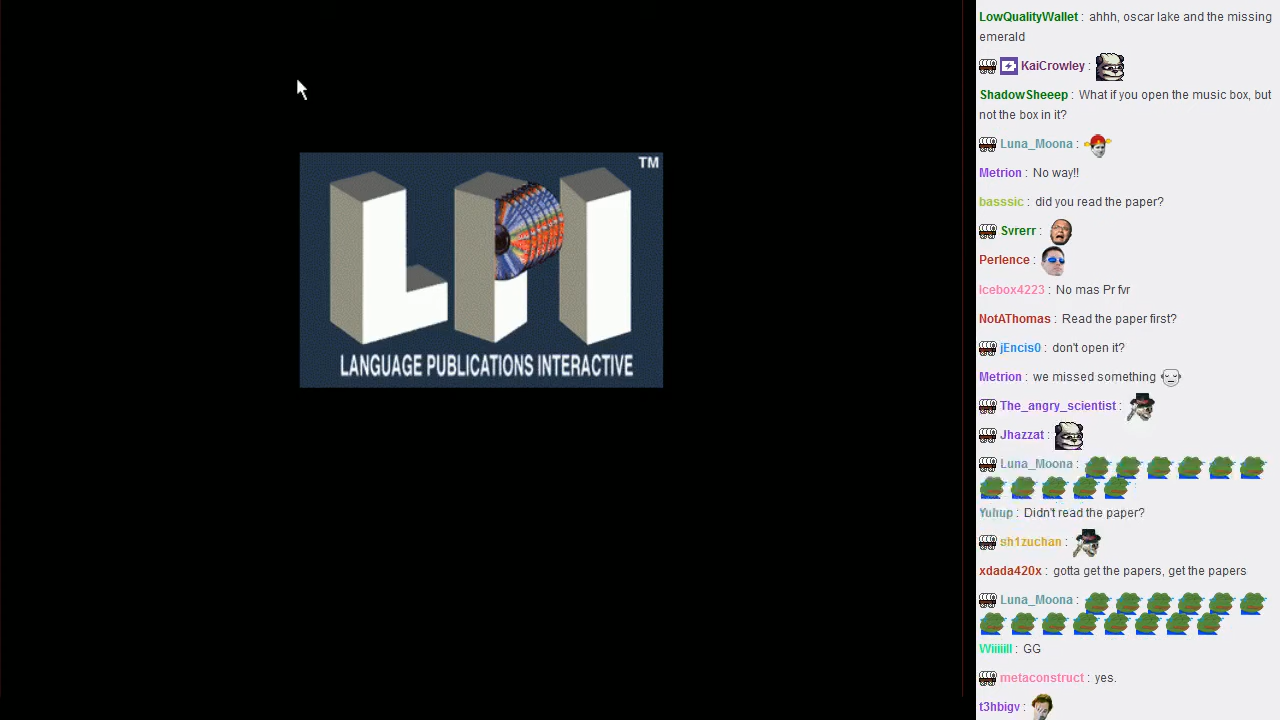 TM
LPI
LANGUAGE PUBLICATIONS INTERACTIVE
LowQualityWallet : ahhh, oscar lake and the missing
emerald
KaiCrowley :
ShadowSheeep : What if you open the music box, but
not the box in it?
Luna_Moona :
Metrion : No way!!
basssic : did you read the paper?
Svrerr :
Perlence :
Icebox4223 : No mas Pr fvr
NotAThomas : Read the paper first?
jEncis0 : don't open it?
Metrion : we missed something
The_angry_scientist :
Jhazzat :
Luna_Moona :
Yuliup : Didn't read the paper?
sh1zuchan :
xdada420x : gotta get the papers, get the papers
Luna_Moona :
Wiiiiill : GG
metaconstruct : yes.
t3hbigv :